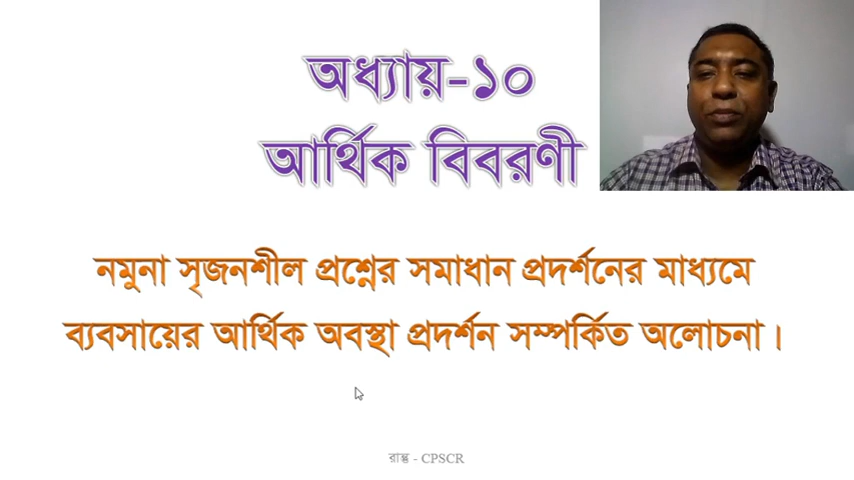 অধ্যায়-১০
আর্থিক বিবরণী
নমুনা সৃজনশীল প্রশ্নের সমাধান প্রদর্শনের মাধ্যমে
ব্যবসায়ের আর্থিক অবস্থা প্রদর্শন সম্পর্কিত অলোচনা।
- CPSCR